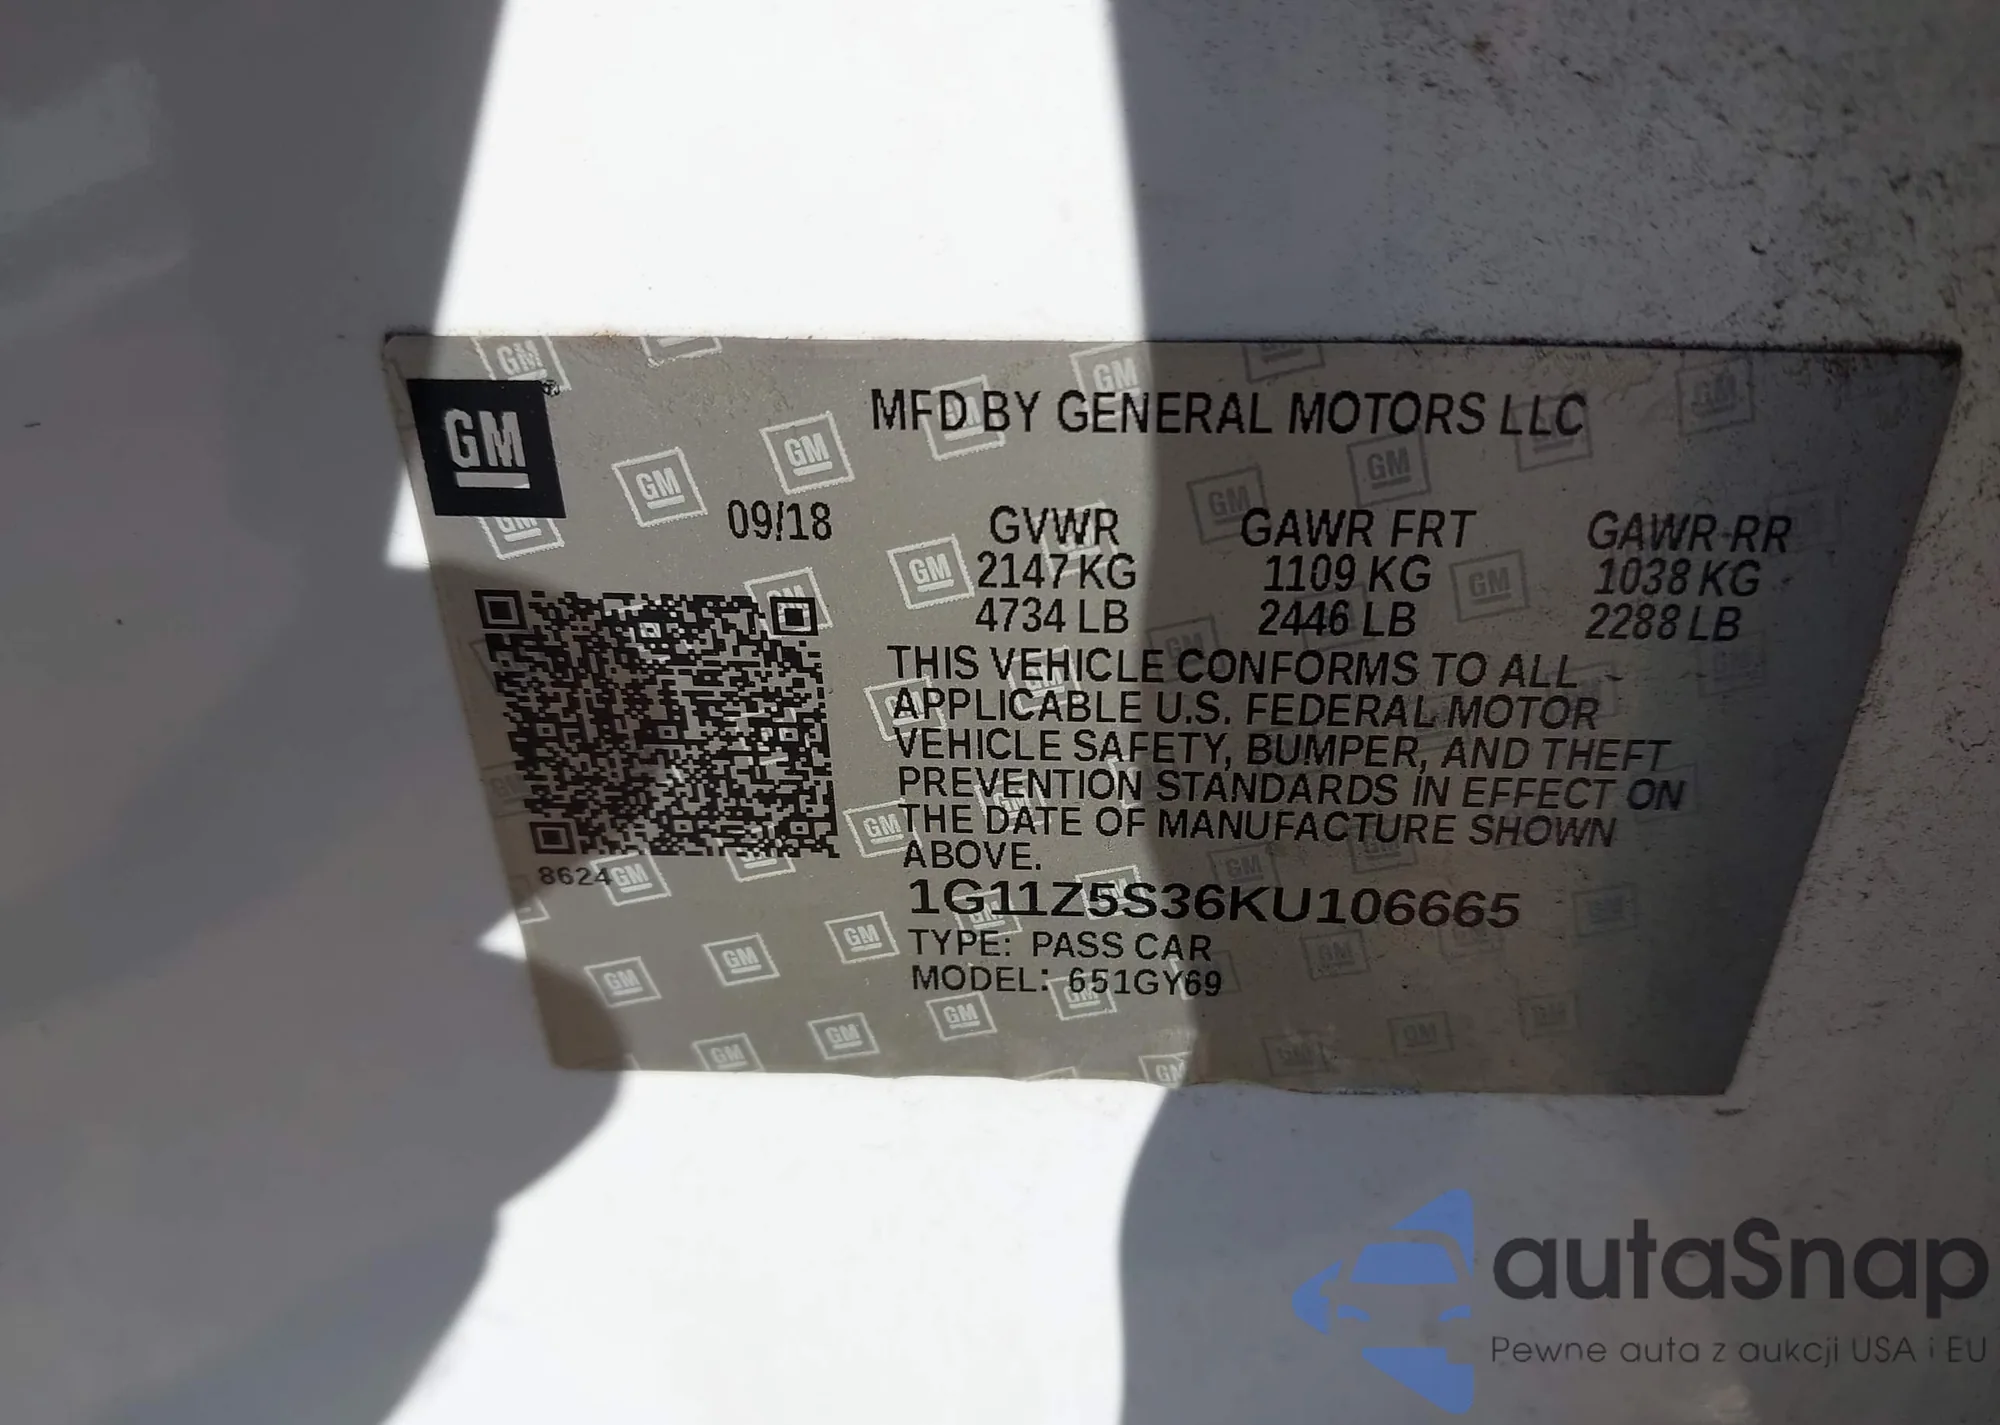 GM
MFD BY GENERAL MOTORS LLC
09/18
GVWR GAWR FRT GAWR RR
2147 KG 1109 KG 1038 KG
4734 LB 2446 LB 2288 LB
THIS VEHICLE CONFORMS TO ALL
APPLICABLE U.S. FEDERAL MOTOR
VEHICLE SAFETY, BUMPER, AND THEFT
PREVENTION STANDARDS IN EFFECT ON
THE DATE OF MANUFACTURE SHOWN
ABOVE.
8624
1G11Z5S36KU106665
TYPE: PASS CAR
MODEL: 651GY69
autaSnap
Pewne auta z aukcji USA i EU